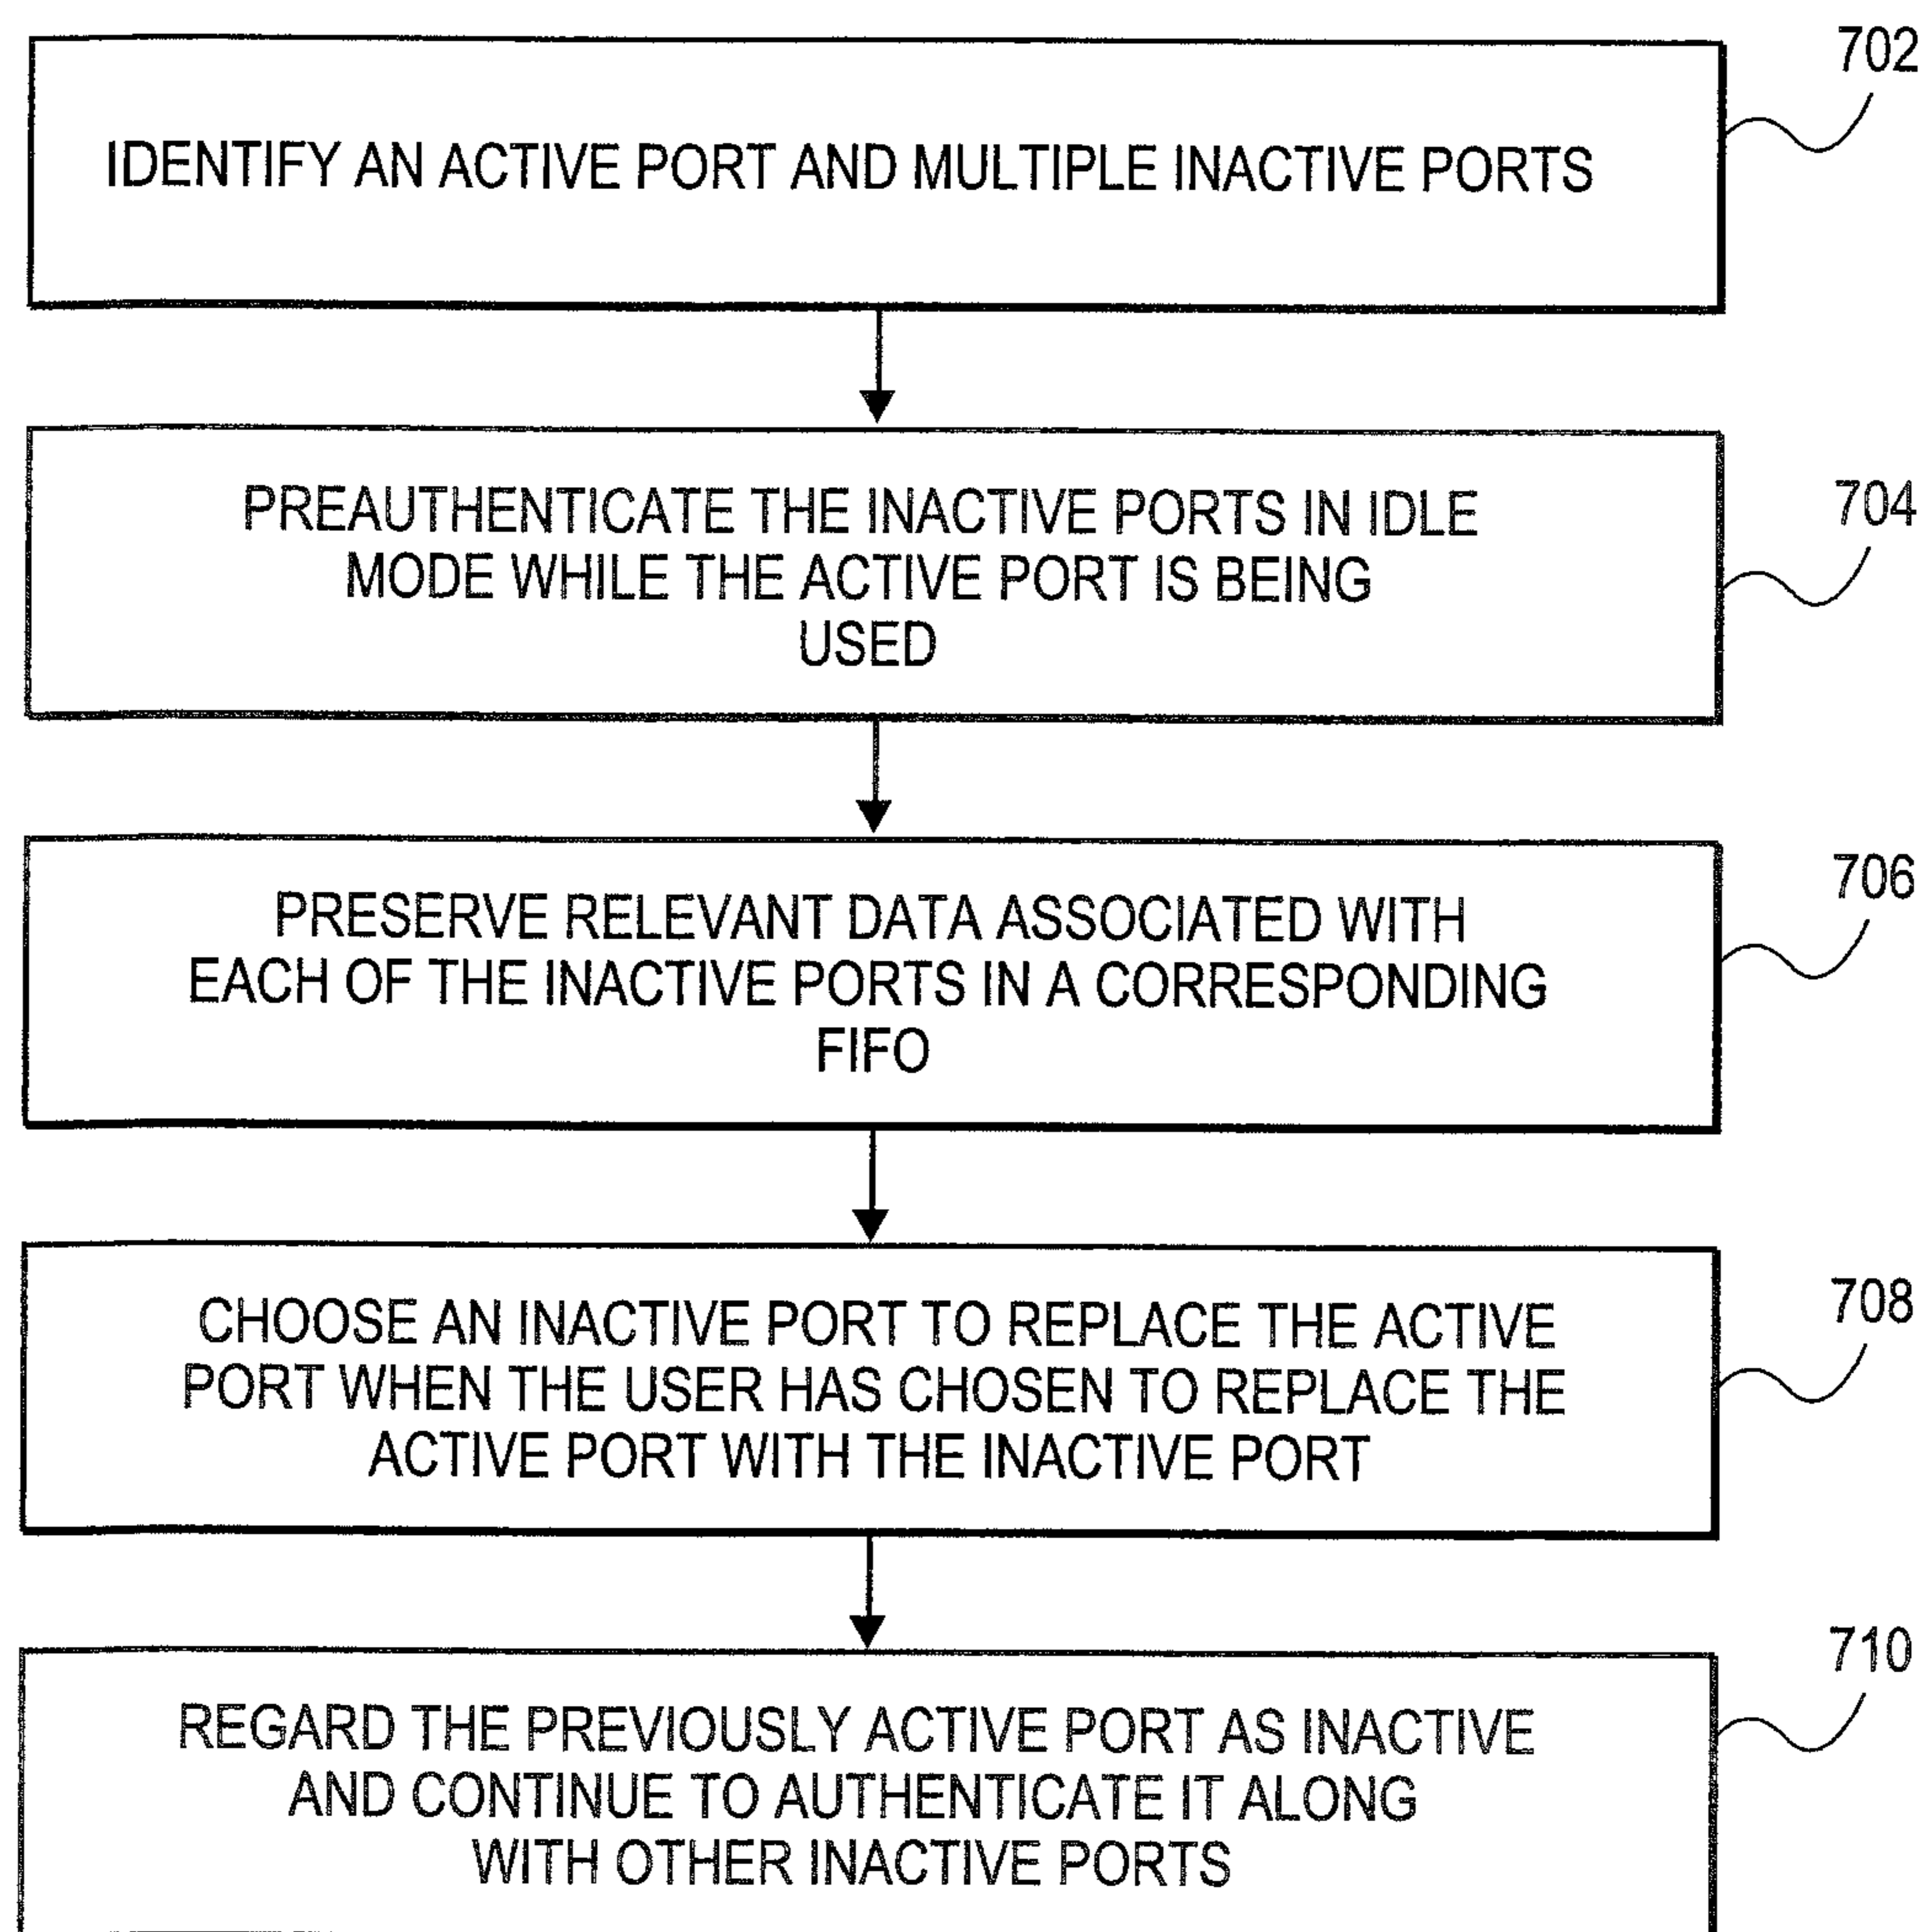 702
IDENTIFY AN ACTIVE PORT AND MULTIPLE INACTIVE PORTS
704
PREAUTHENTICATE THE INACTIVE PORTS IN IDLE
MODE WHILE THE ACTIVE PORT IS BEING
USED
706
PRESERVE RELEVANT DATA ASSOCIATED WITH
EACH OF THE INACTIVE PORTS IN A CORRESPONDING
FIFO
708
CHOOSE AN INACTIVE PORT TO REPLACE THE ACTIVE
PORT WHEN THE USER HAS CHOSEN TO REPLACE THE
ACTIVE PORT WITH THE INACTIVE PORT
710
REGARD THE PREVIOUSLY ACTIVE PORT AS INACTIVE
AND CONTINUE TO AUTHENTICATE IT ALONG
WITH OTHER INACTIVE PORTS